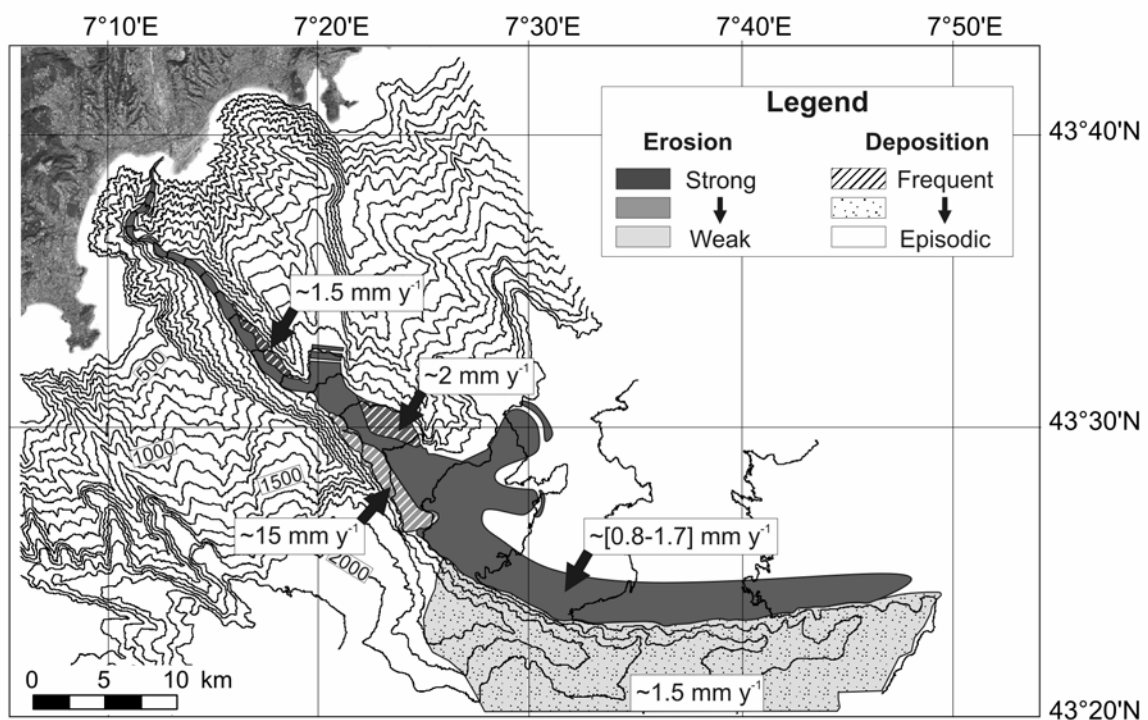 7°10'E 7°20'E 7°30'E 7°40'E 7°50'E
Legend
Erosion Deposition
Strong Frequent
Weak Episodic
43°40'N
~1.5 mm y⁻¹
~2 mm y⁻¹
43°30'N
500
1000
1500
2000
~15 mm y⁻¹
~[0.8-1.7] mm y⁻¹
~1.5 mm y⁻¹
0 5 10 km
43°20'N